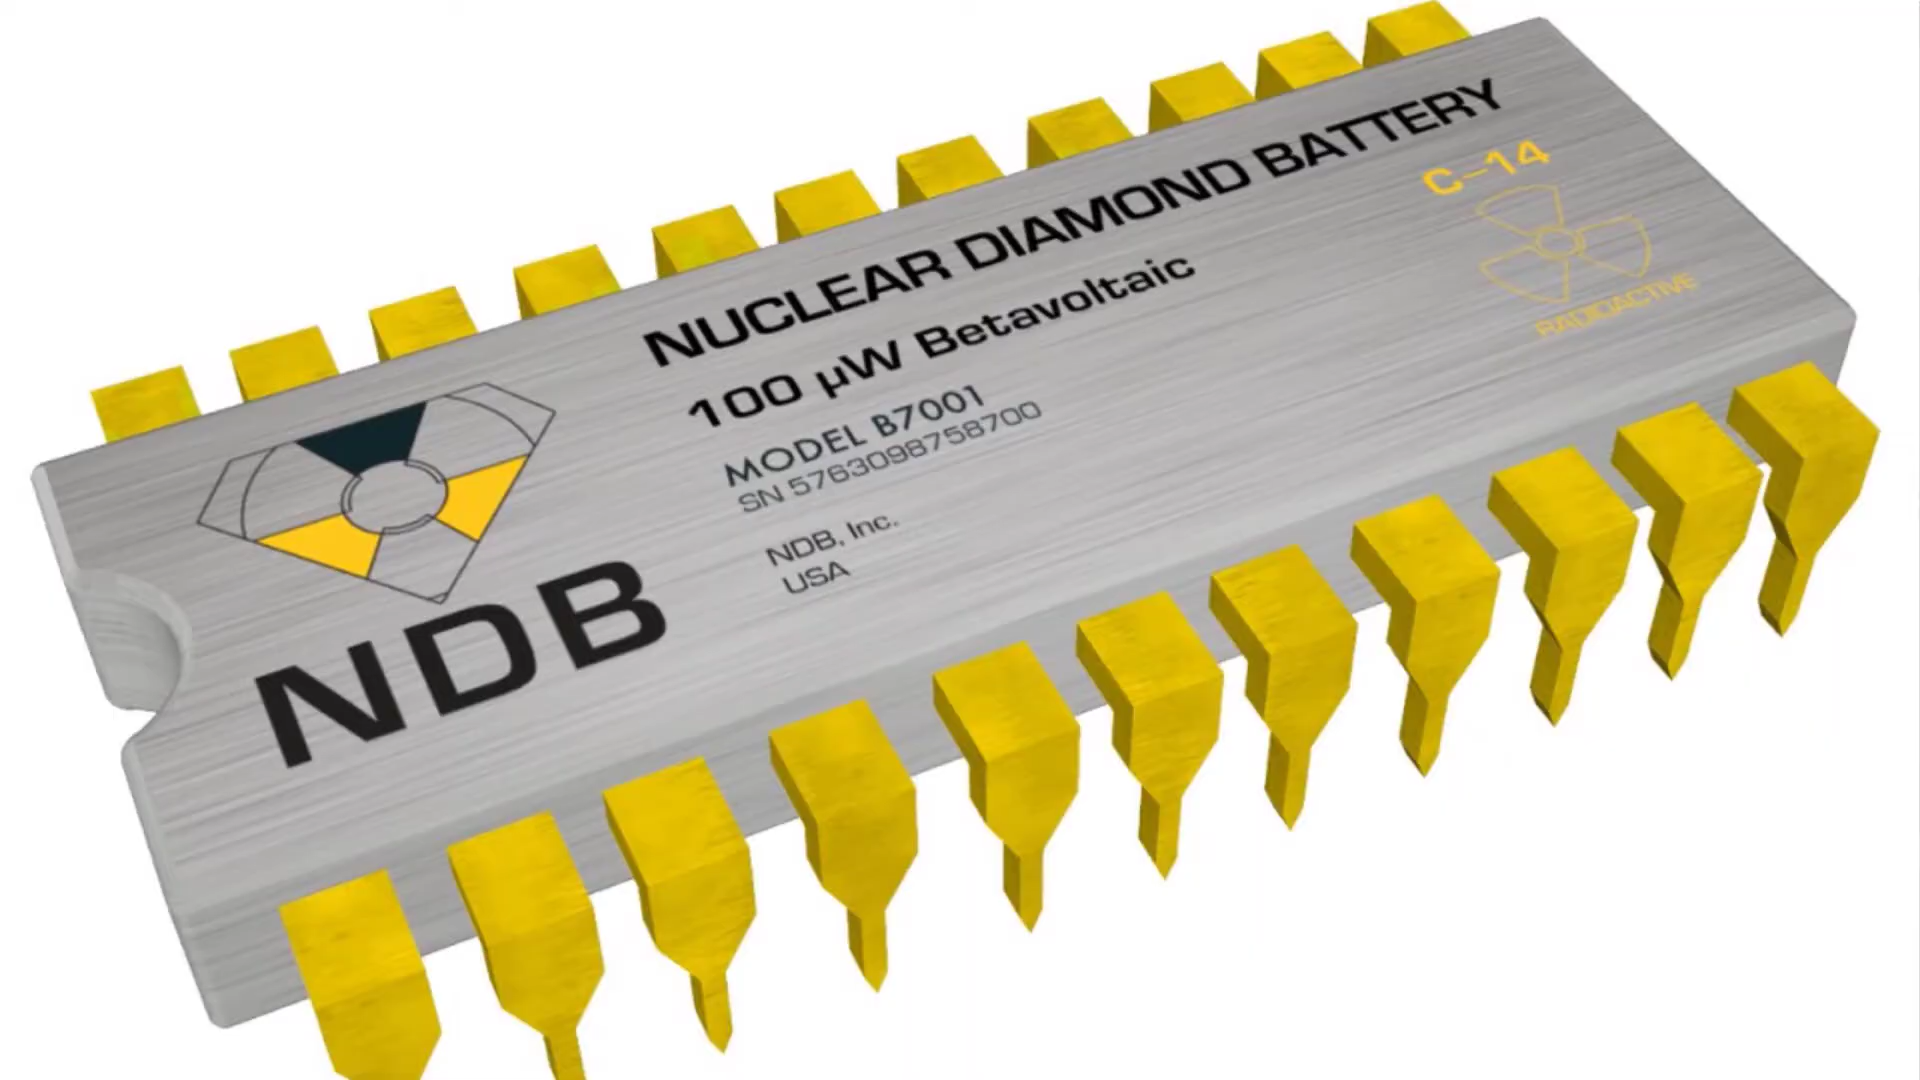 NUCLEAR DIAMOND BATTERY
100 µW Betavoltaic
MODEL B7001
SN 5763098758700
NDB, Inc.
USA
NDB
C-14
RADIOACTIVE